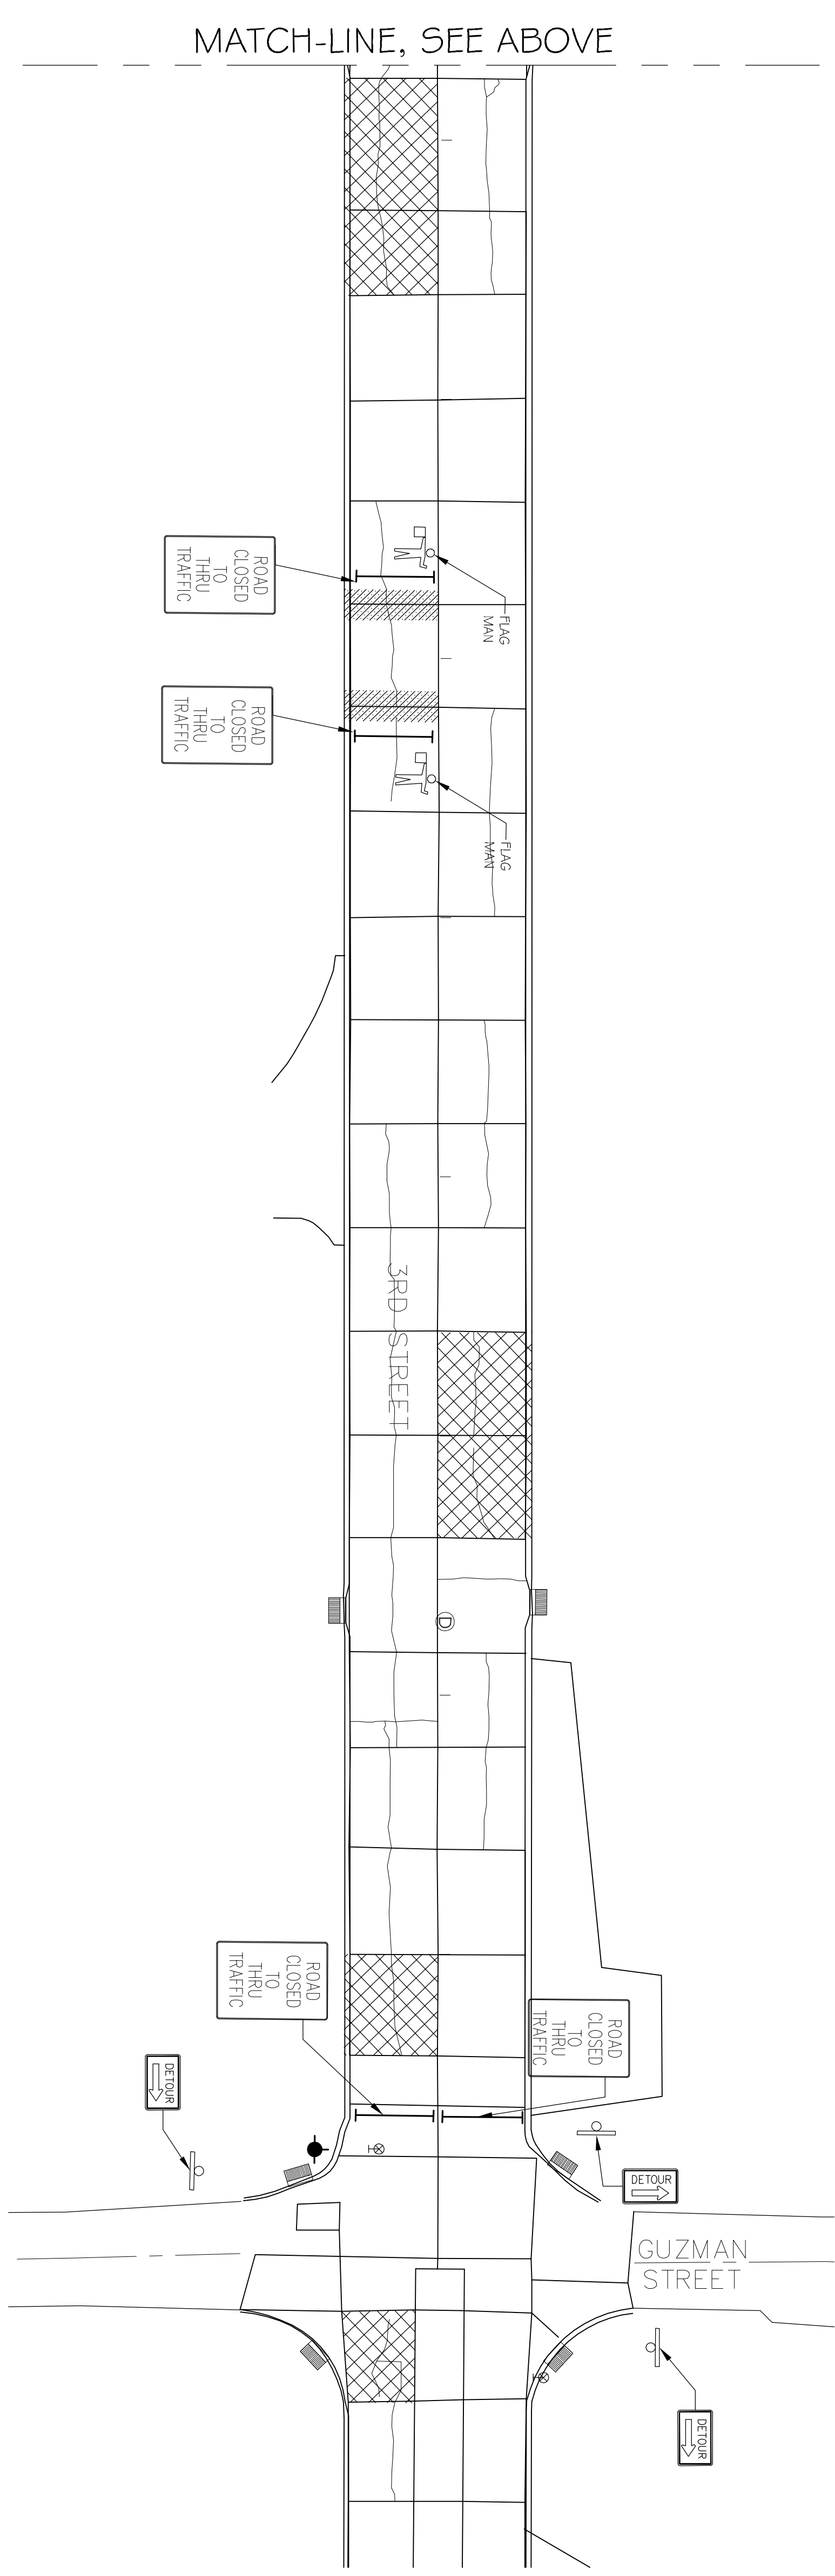 MATCH-LINE, SEE ABOVE
ROAD
CLOSED
TO
THRU
TRAFFIC
FLAG
MAN
ROAD
CLOSED
TO
THRU
TRAFFIC
FLAG
MAN
3RD STREET
D
ROAD
CLOSED
TO
THRU
TRAFFIC
ROAD
CLOSED
TO
THRU
TRAFFIC
DETOUR
DETOUR
GUZMAN
STREET
DETOUR